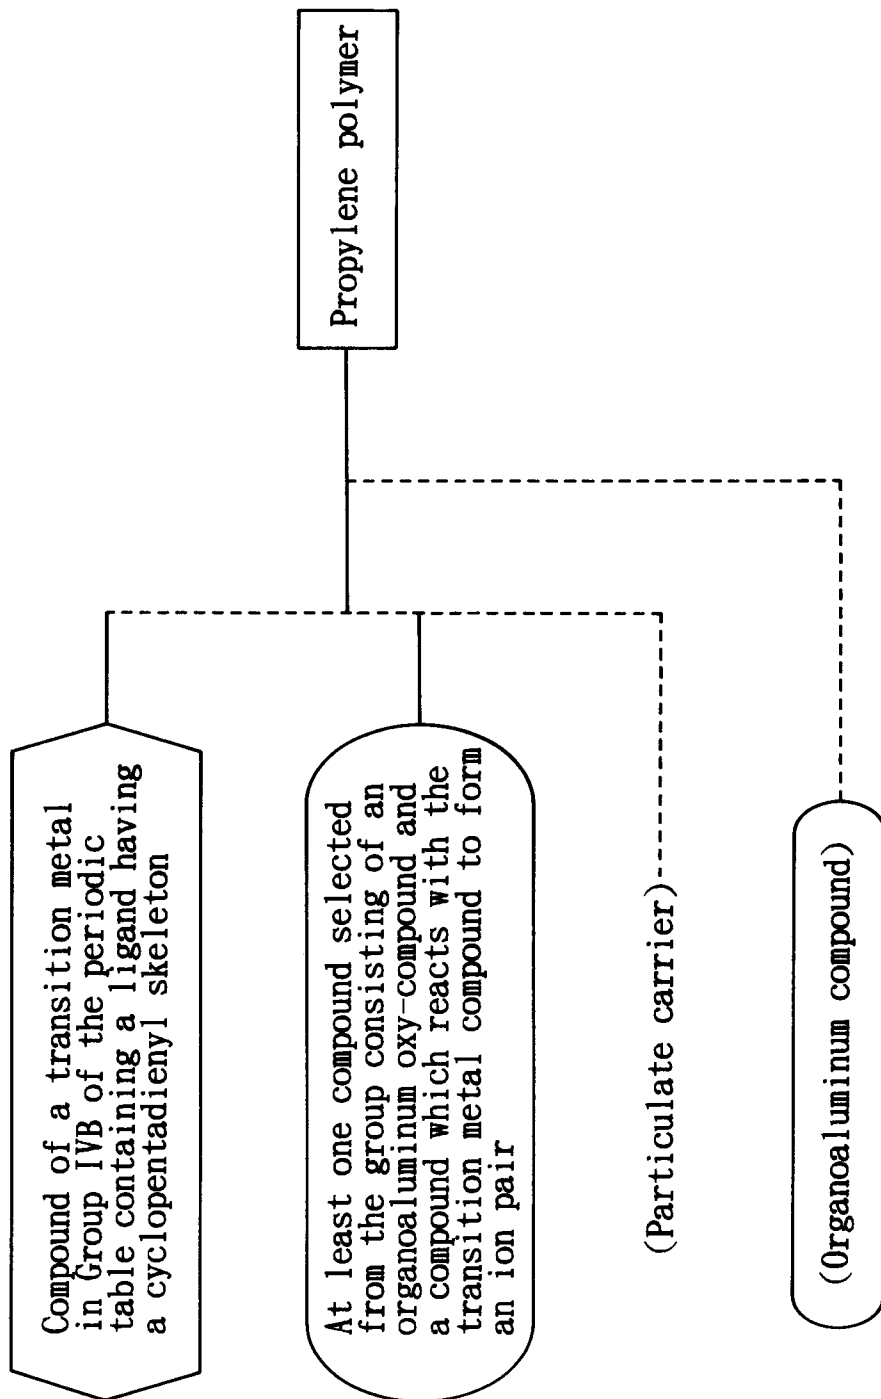 Compound of a transition metal
in Group IVB of the periodic
table containing a ligand having
a cyclopentadienyl skeleton
At least one compound selected
from the group consisting of an
organoaluminum oxy-compound and
a compound which reacts with the
transition metal compound to form
an ion pair
(Particulate carrier)
(Organoaluminum compound)
Propylene polymer